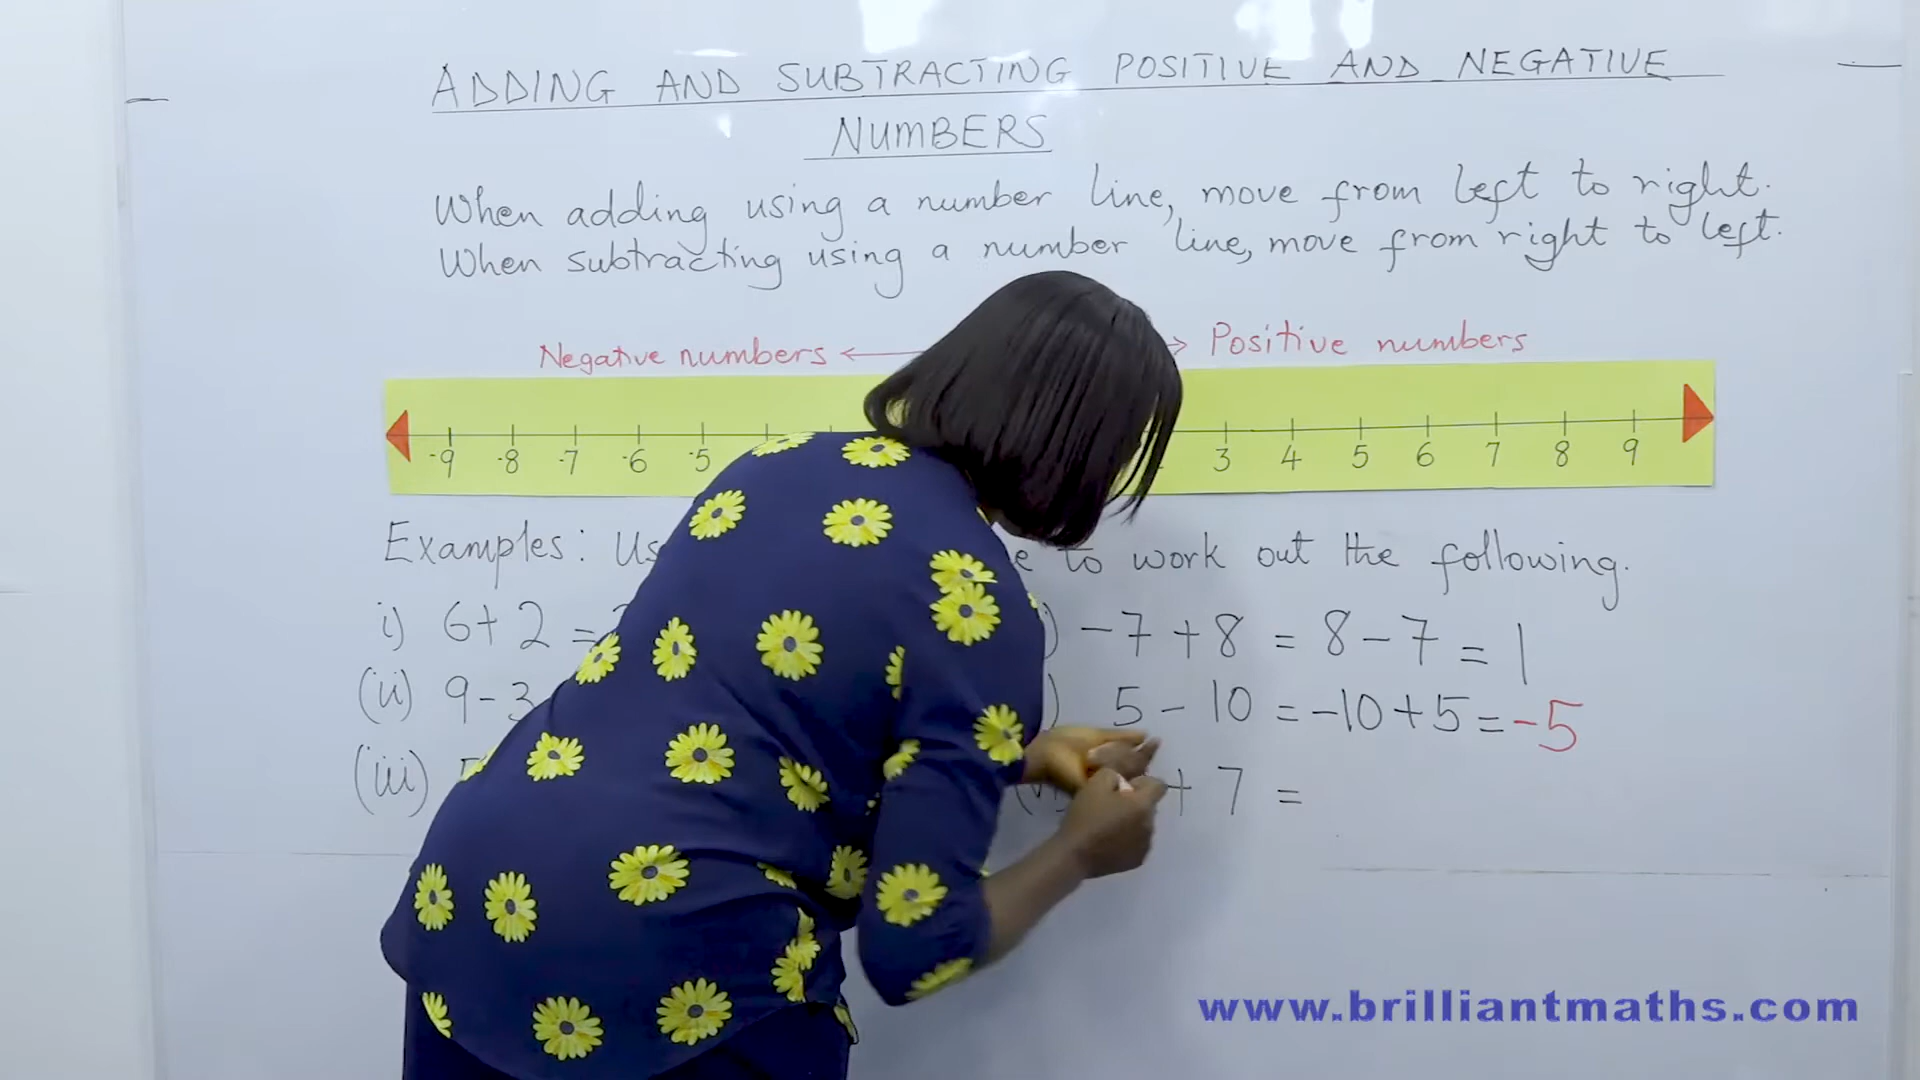 ADDING AND SUBTRACTING POSITIVE AND NEGATIVE
NUMBERS
When adding using a number line, move from left to right.
When subtracting using a number line, move from right to left.
Negative numbers ← → Positive numbers
-9 -8 -7 -6 -5 3 4 5 6 7 8 9
Examples: to work out the following.
i) 6+2 =
(ii) 9-3
(iii)
-7+8 = 8-7 = 1
5-10 = -10+5 = -5
+ 7 =
www.brilliantmaths.com